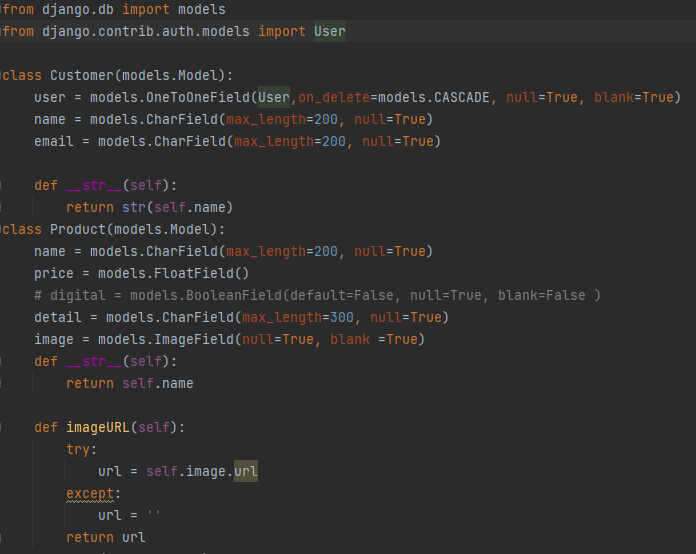 from django.db import models
from django.contrib.auth.models import User
class Customer(models.Model):
    user = models.OneToOneField(User,on_delete=models.CASCADE, null=True, blank=True)
    name = models.CharField(max_length=200, null=True)
    email = models.CharField(max_length=200, null=True)
    def __str__(self):
        return str(self.name)
class Product(models.Model):
    name = models.CharField(max_length=200, null=True)
    price = models.FloatField()
    # digital = models.BooleanField(default=False, null=True, blank=False )
    detail = models.CharField(max_length=300, null=True)
    image = models.ImageField(null=True, blank =True)
    def __str__(self):
        return self.name
    def imageURL(self):
        try:
            url = self.image.url
        except:
            url = ''
        return url